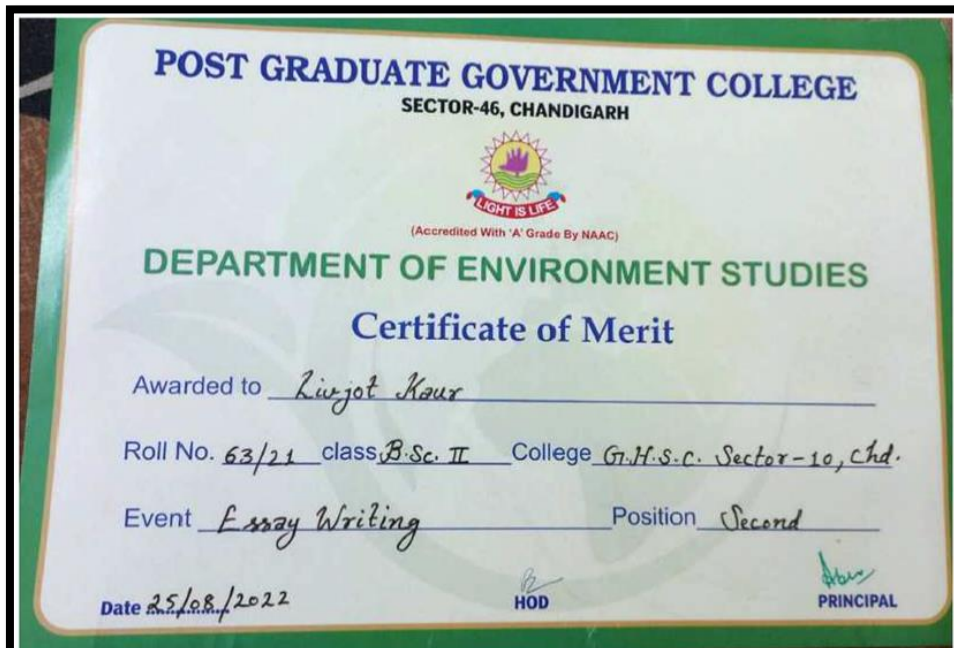 POST GRADUATE GOVERNMENT COLLEGE
SECTOR-46, CHANDIGARH
LIGHT IS LIFE
(Accredited With 'A' Grade By NAAC)
DEPARTMENT OF ENVIRONMENT STUDIES
Certificate of Merit
Awarded to Livjot Kaur
Roll No. 63/21 class B.Sc. II College G.H.S.C. Sector-10, Chd.
Event Essay Writing Position Second
Date 25/08/2022 HOD PRINCIPAL